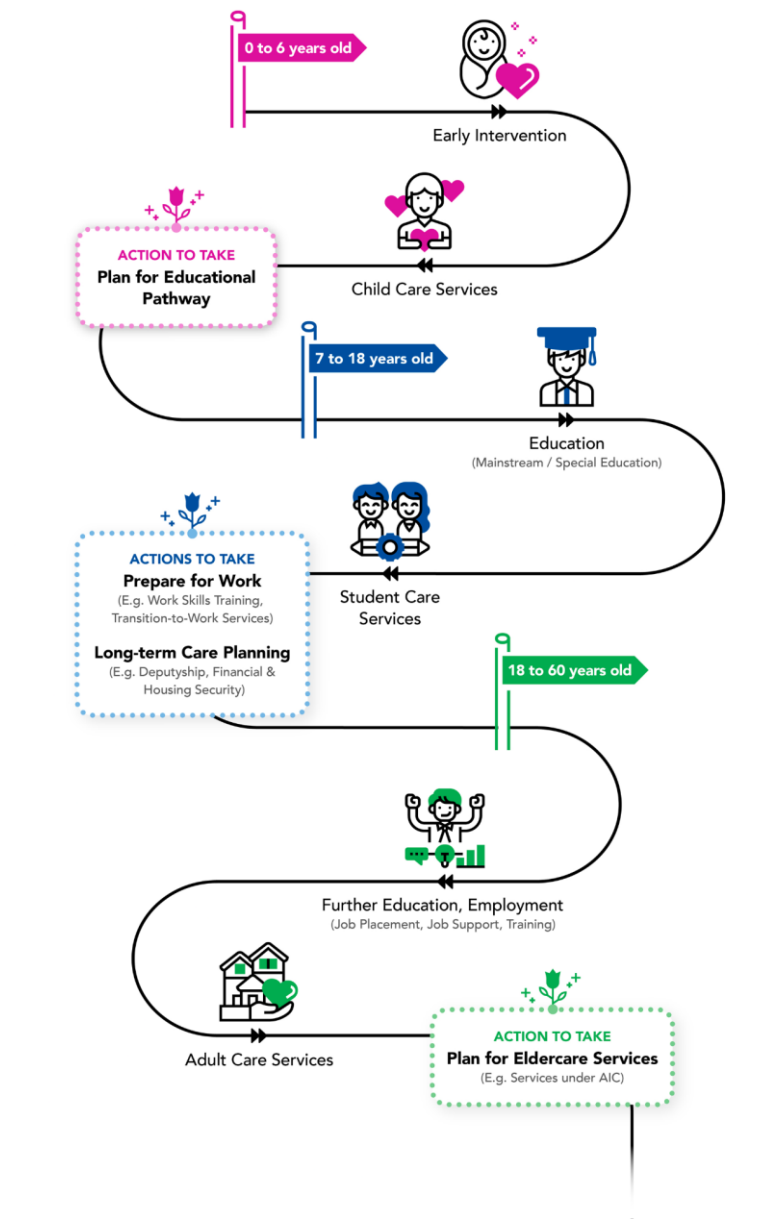 0 to 6 years old
Early Intervention
Child Care Services
ACTION TO TAKE
Plan for Educational
Pathway
7 to 18 years old
Education
(Mainstream / Special Education)
Student Care
Services
ACTIONS TO TAKE
Prepare for Work
(E.g. Work Skills Training,
Transition-to-Work Services)
Long-term Care Planning
(E.g. Deputyship, Financial &
Housing Security)
18 to 60 years old
Further Education, Employment
(Job Placement, Job Support, Training)
Adult Care Services
ACTION TO TAKE
Plan for Eldercare Services
(E.g. Services under AIC)